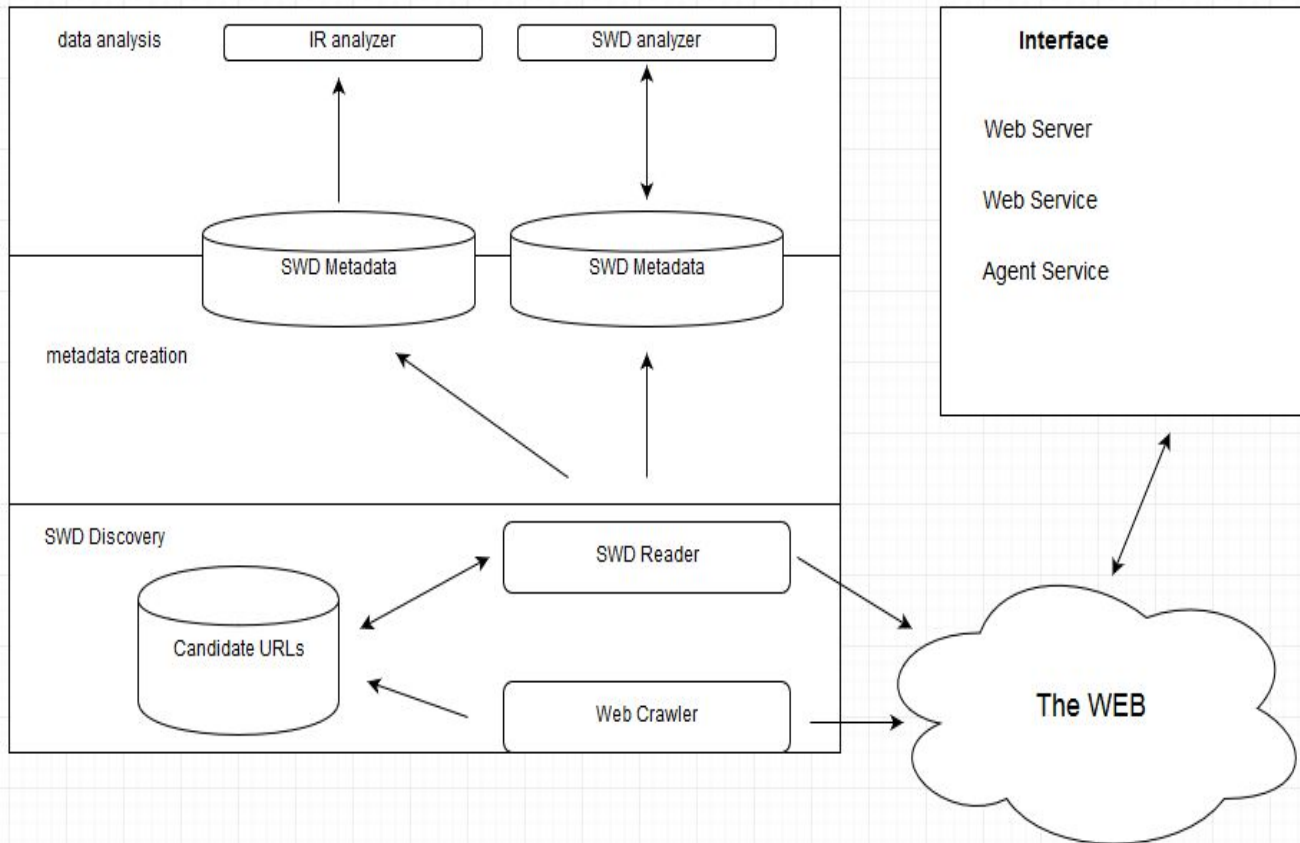 data analysis
IR analyzer
SWD analyzer
Interface
Web Server
Web Service
Agent Service
SWD Metadata
SWD Metadata
metadata creation
SWD Discovery
SWD Reader
Candidate URLs
Web Crawler
The WEB